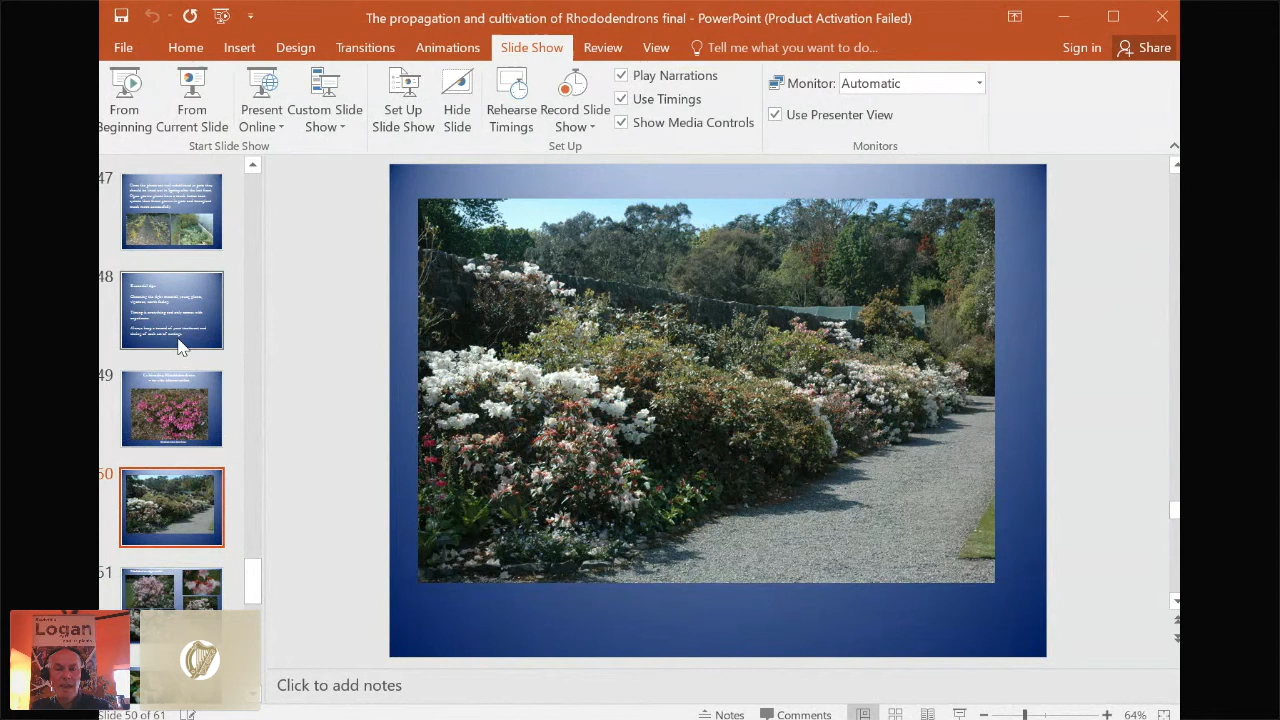 The propagation and cultivation of Rhododendrons final - PowerPoint (Product Activation Failed)
File Home Insert Design Transitions Animations Slide Show Review View Tell me what you want to do... Sign in Share
From Beginning
From Current Slide
Present Online
Custom Slide Show
Set Up Slide Show
Hide Slide
Rehearse Timings
Record Slide Show
Play Narrations
Use Timings
Show Media Controls
Monitor: Automatic
Use Presenter View
Start Slide Show
Set Up
Monitors
47
48
49
50
51
Logan
Click to add notes
Slide 50 of 61
Notes
Comments
64%